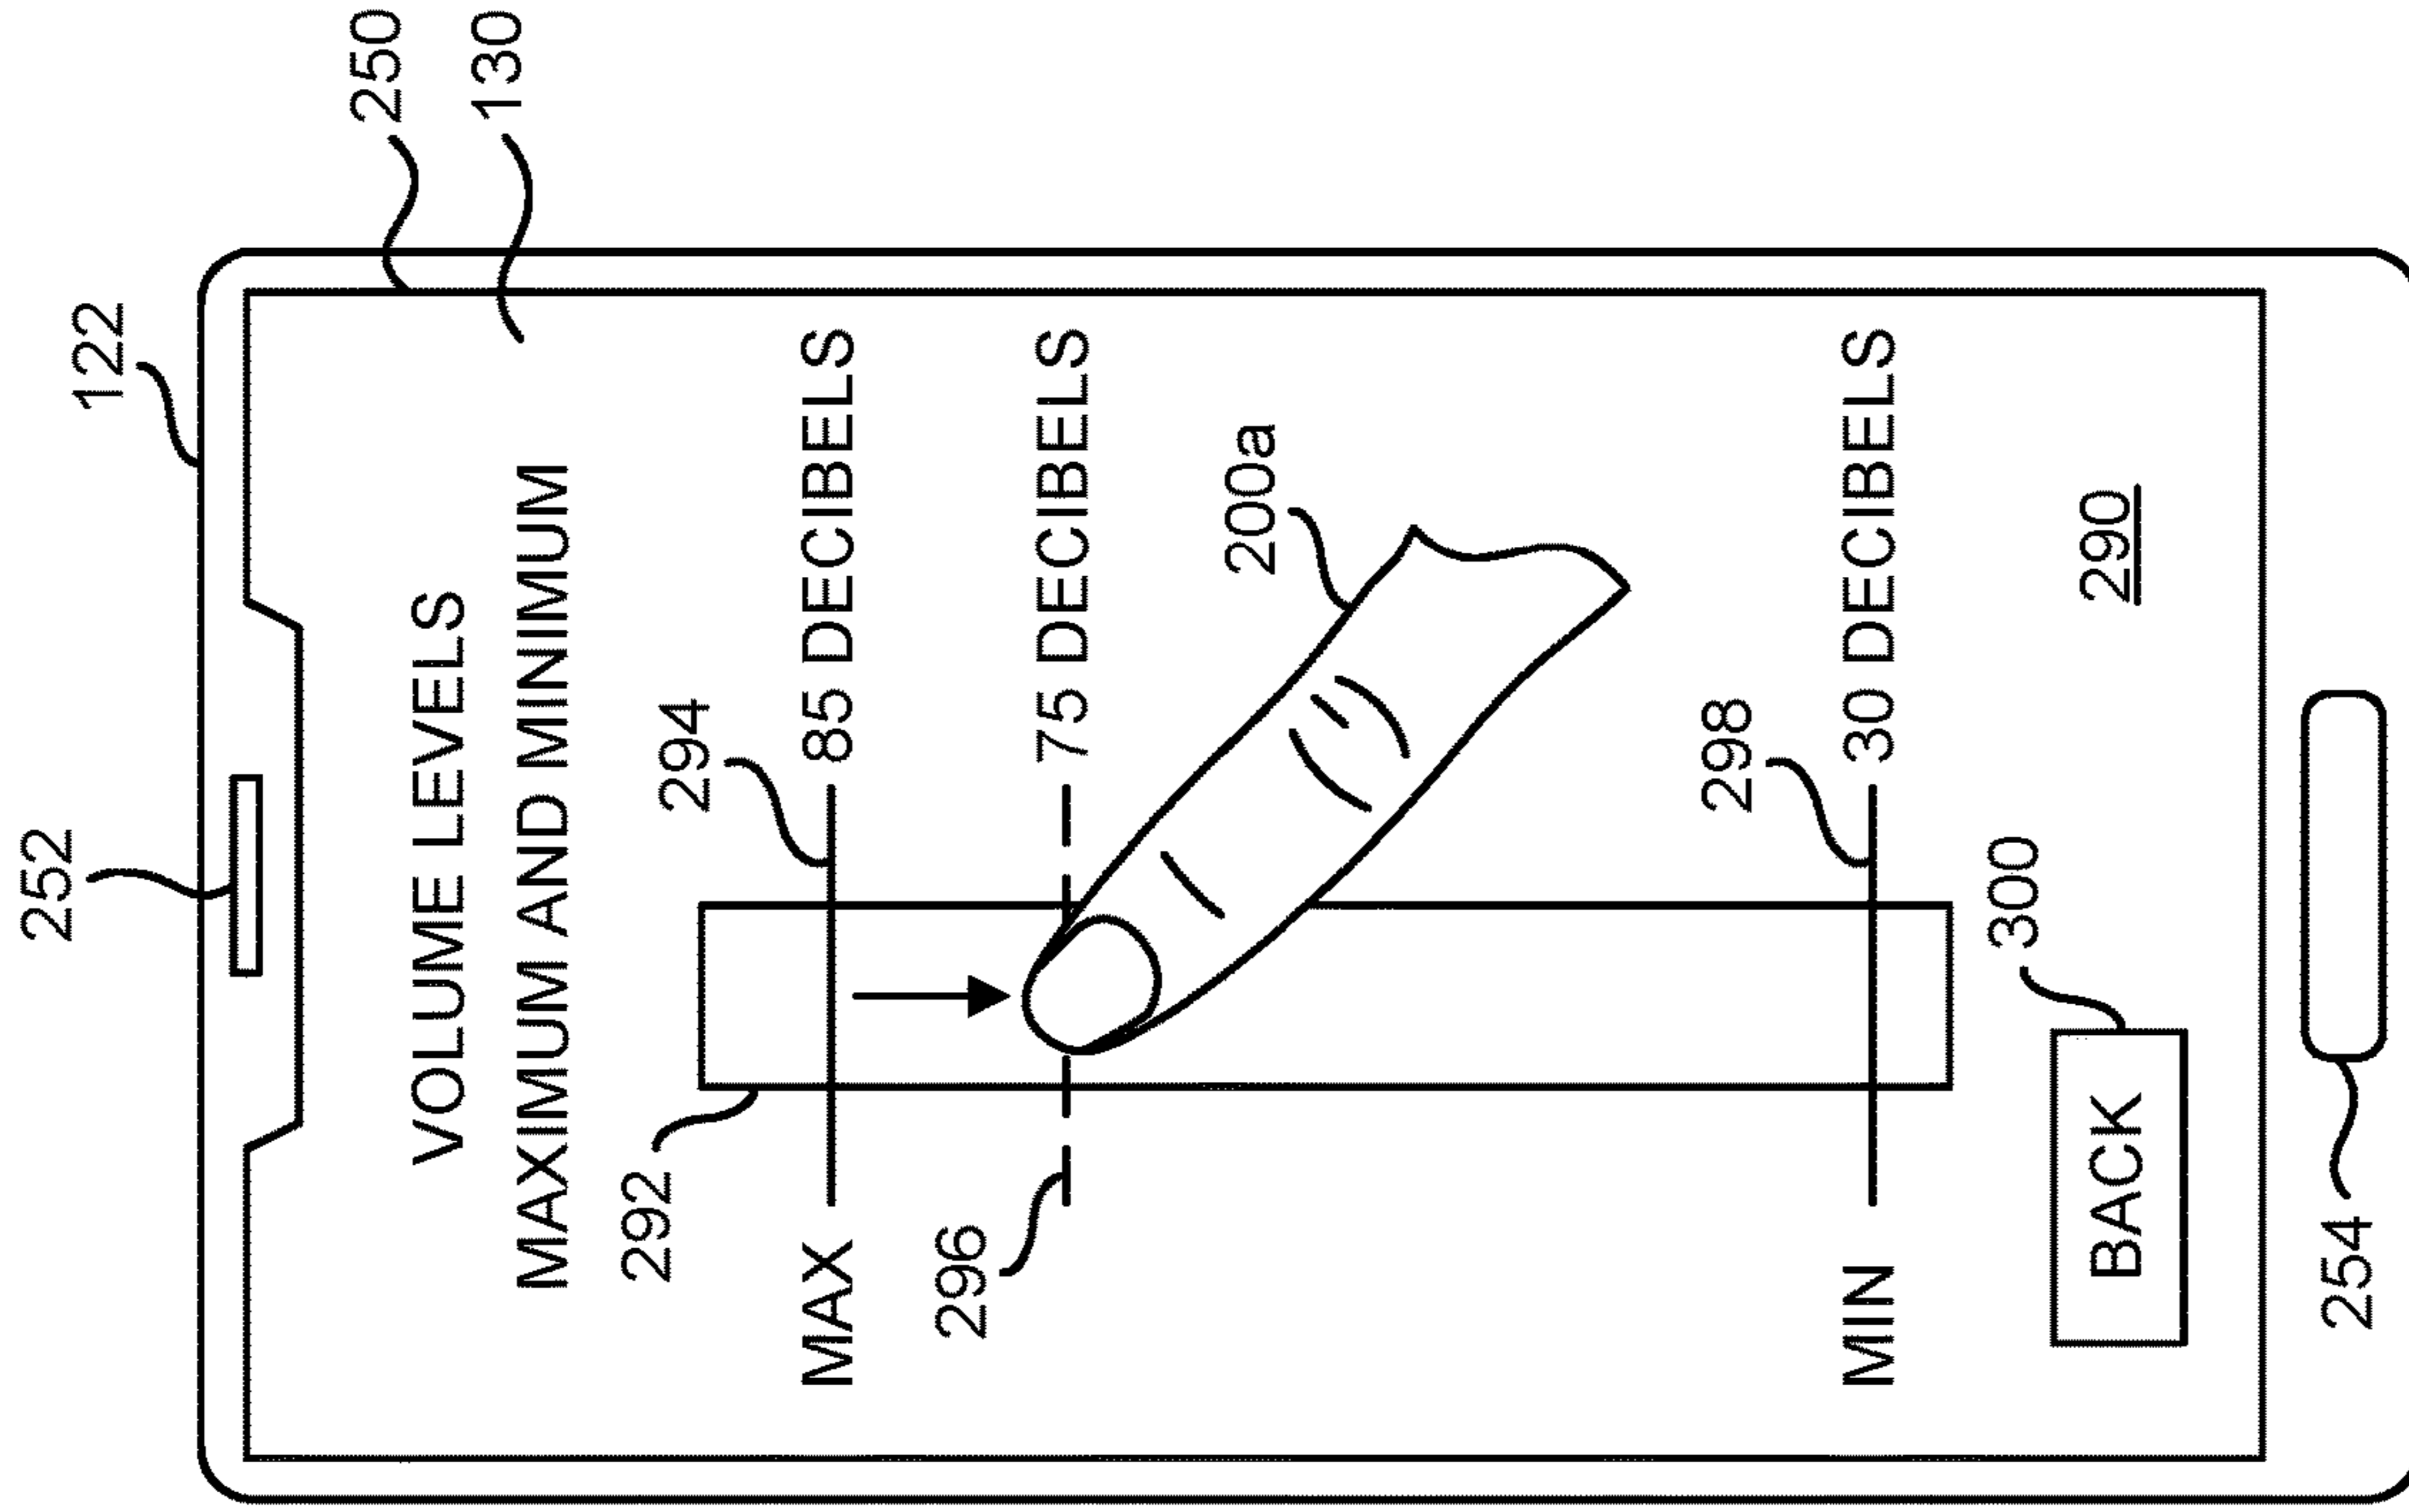 252
122
250
VOLUME LEVELS
130
MAXIMUM AND MINIMUM
292
294
MAX 85 DECIBELS
296
75 DECIBELS
200a
298
MIN 30 DECIBELS
300
BACK
290
254